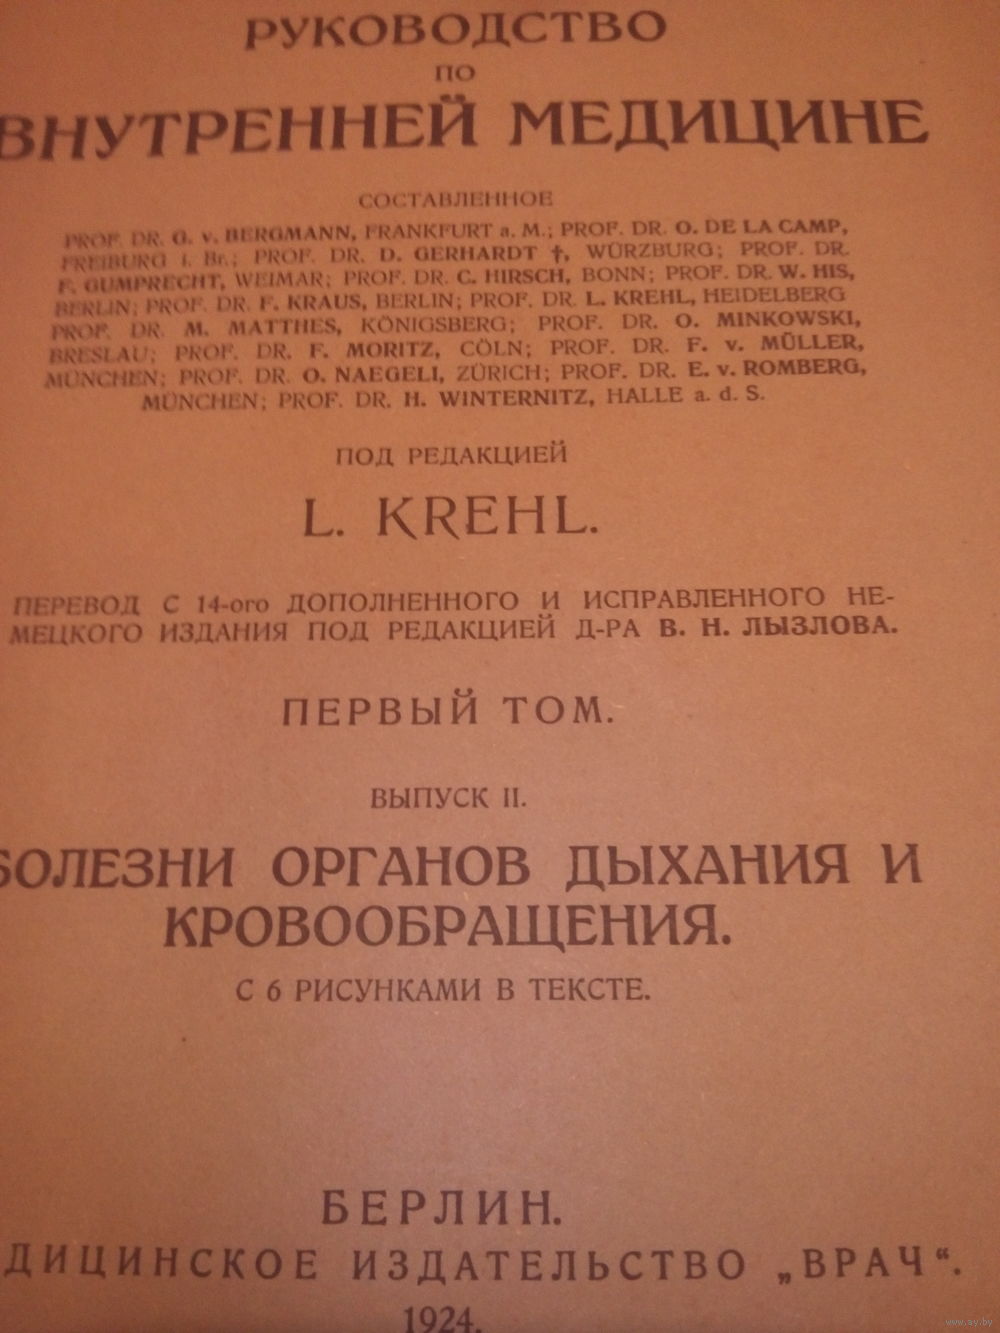 РУКОВОДСТВО
ПО
ВНУТРЕННЕЙ МЕДИЦИНЕ
СОСТАВЛЕННОЕ
PROF. DR. G. v. BERGMANN, FRANKFURT a. M.; PROF. DR. O. DE LA CAMP,
FREIBURG i. Br.; PROF. DR. D. GERHARDT †, WÜRZBURG; PROF. DR.
F. GUMPRECHT, WEIMAR; PROF. DR. C. HIRSCH, BONN; PROF. DR. W. HIS,
BERLIN; PROF. DR. F. KRAUS, BERLIN; PROF. DR. L. KREHL, HEIDELBERG
PROF. DR. M. MATTHES, KÖNIGSBERG; PROF. DR. O. MINKOWSKI,
BRESLAU; PROF. DR. F. MORITZ, CÖLN; PROF. DR. F. v. MÜLLER,
MÜNCHEN; PROF. DR. O. NAEGELI, ZÜRICH; PROF. DR. E. v. ROMBERG,
MÜNCHEN; PROF. DR. H. WINTERNITZ, HALLE a. d. S.
ПОД РЕДАКЦИЕЙ
L. KREHL.
ПЕРЕВОД С 14-ого ДОПОЛНЕННОГО И ИСПРАВЛЕННОГО НЕ-
МЕЦКОГО ИЗДАНИЯ ПОД РЕДАКЦИЕЙ Д-РА В. Н. ЛЫЗЛОВА.
ПЕРВЫЙ ТОМ.
ВЫПУСК II.
БОЛЕЗНИ ОРГАНОВ ДЫХАНИЯ И
КРОВООБРАЩЕНИЯ.
С 6 РИСУНКАМИ В ТЕКСТЕ.
БЕРЛИН.
ДИЦИНСКОЕ ИЗДАТЕЛЬСТВО „ВРАЧ“.
1924.
www.ay.by